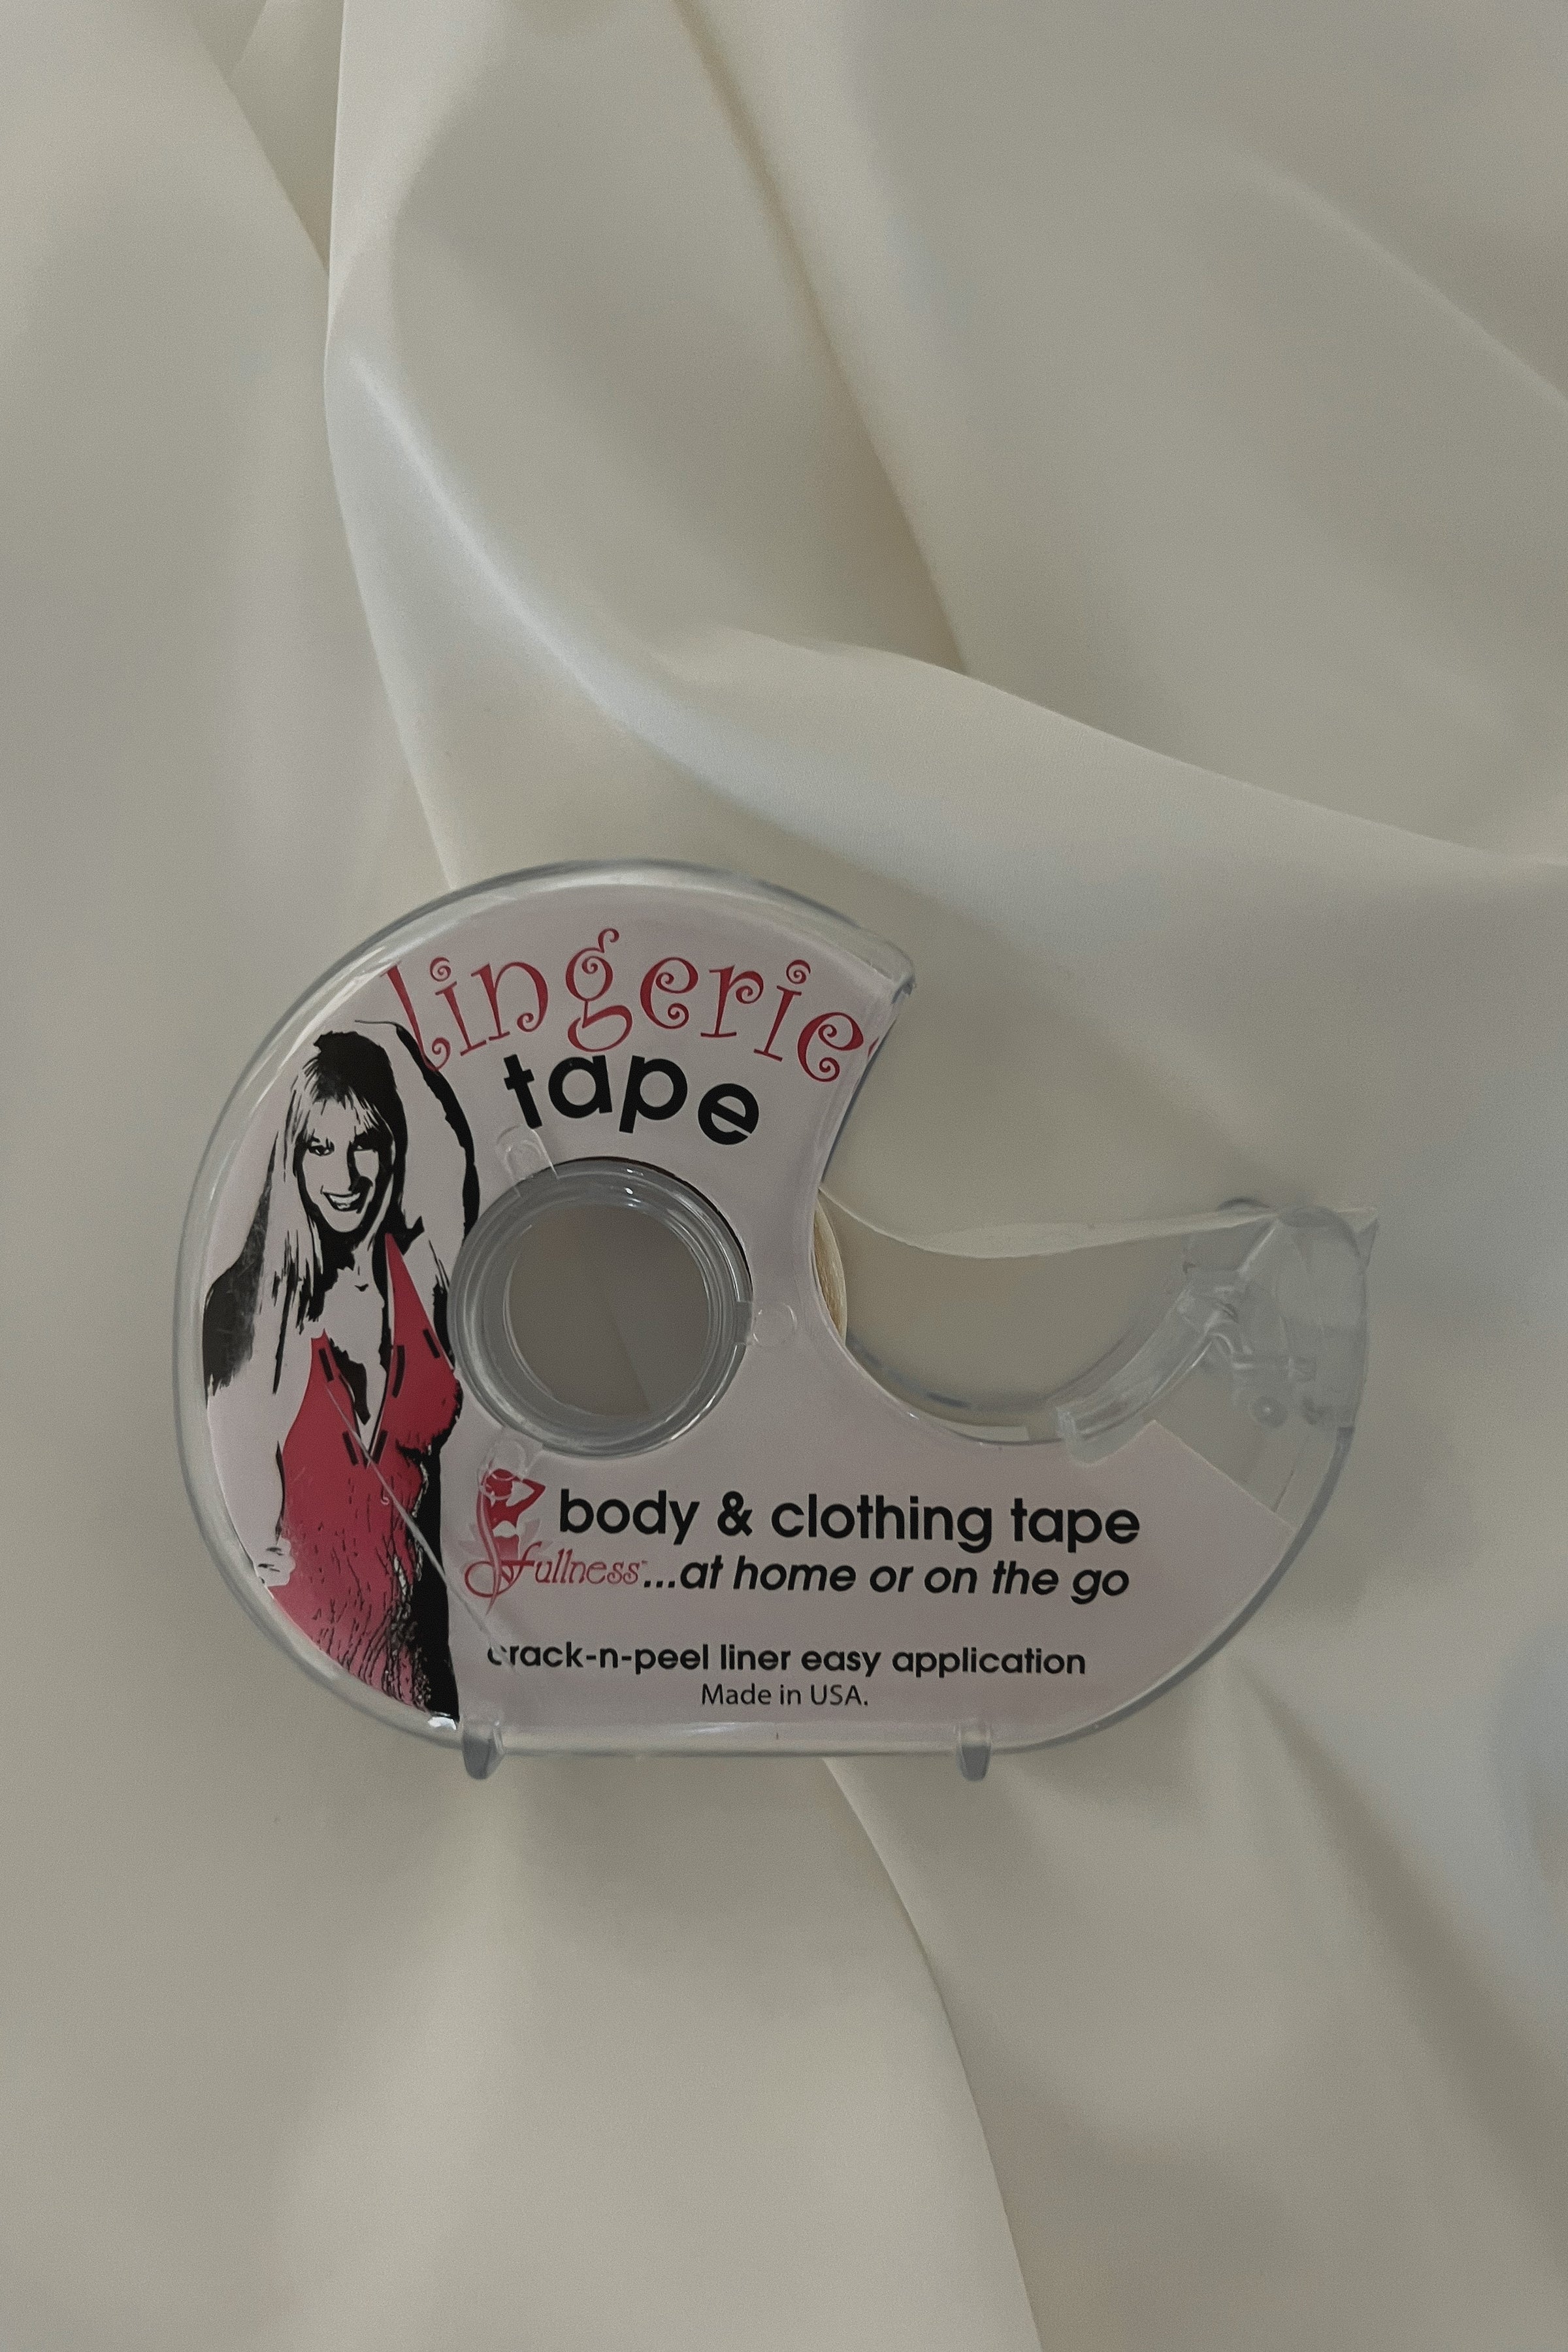 lingerie
tape
body & clothing tape
fullness™...at home or on the go
crack-n-peel liner easy application
Made in USA.